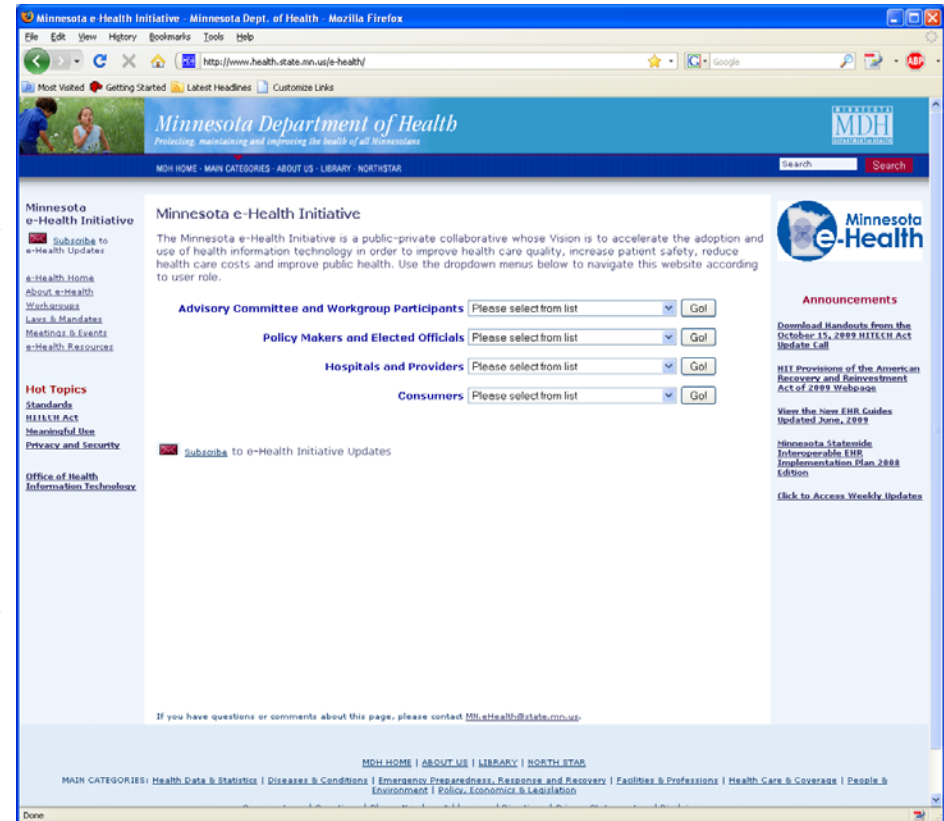 Minnesota e-Health Initiative - Minnesota Dept. of Health - Mozilla Firefox
File Edit View History Bookmarks Tools Help
http://www.health.state.mn.us/e-health/
Google
ABP
Most Visited Getting Started Latest Headlines Customize Links
Minnesota Department of Health
Protecting, maintaining and improving the health of all Minnesotans
MINNESOTA
MDH
DEPARTMENT OF HEALTH
MDH HOME - MAIN CATEGORIES - ABOUT US - LIBRARY - NORTHSTAR
Search
Search
Minnesota
e-Health Initiative
Subscribe to
e-Health Updates
e-Health Home
About e-Health
Workgroups
Laws & Mandates
Meetings & Events
e-Health Resources
Hot Topics
Standards
HITECH Act
Meaningful Use
Privacy and Security
Office of Health
Information Technology
Minnesota e-Health Initiative
The Minnesota e-Health Initiative is a public-private collaborative whose Vision is to accelerate the adoption and
use of health information technology in order to improve health care quality, increase patient safety, reduce
health care costs and improve public health. Use the dropdown menus below to navigate this website according
to user role.
Advisory Committee and Workgroup Participants Please select from list Go!
Policy Makers and Elected Officials Please select from list Go!
Hospitals and Providers Please select from list Go!
Consumers Please select from list Go!
Subscribe to e-Health Initiative Updates
Minnesota
e-Health
Announcements
Download Handouts from the
October 15, 2009 HITECH Act
Update Call
HIT Provisions of the American
Recovery and Reinvestment
Act of 2009 Webpage
View the New EHR Guides
Updated June, 2009
Minnesota Statewide
Interoperable EHR
Implementation Plan 2008
Edition
Click to Access Weekly Updates
If you have questions or comments about this page, please contact MN.eHealth@state.mn.us.
MDH HOME | ABOUT US | LIBRARY | NORTH STAR
MAIN CATEGORIES: Health Data & Statistics | Diseases & Conditions | Emergency Preparedness, Response and Recovery | Facilities & Professions | Health Care & Coverage | People &
Environment | Policy, Economics & Legislation
Done